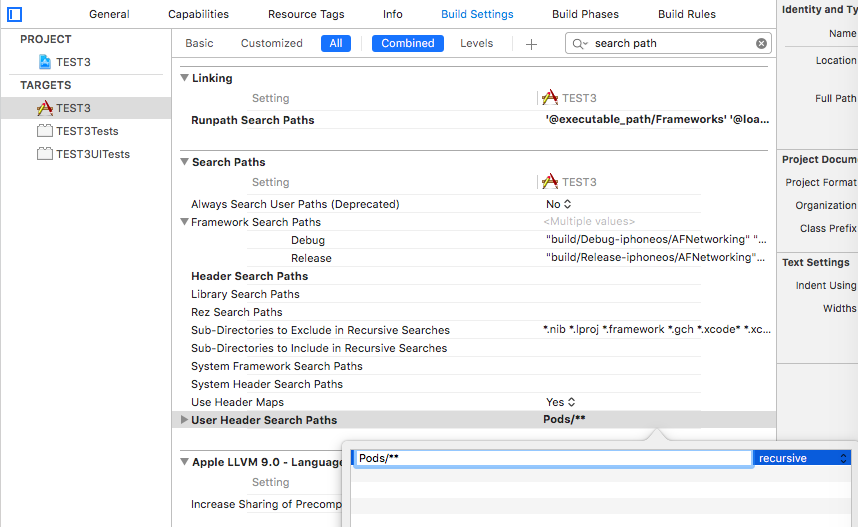 General Capabilities Resource Tags Info Build Settings Build Phases Build Rules
Identity and Ty
PROJECT
TEST3
TARGETS
TEST3
TEST3Tests
TEST3UITests
Basic Customized All Combined Levels + search path
Linking
Setting TEST3
Runpath Search Paths '@executable_path/Frameworks' '@loa...
Search Paths
Setting TEST3
Always Search User Paths (Deprecated) No
Framework Search Paths <Multiple values>
Debug "build/Debug-iphoneos/AFNetworking" "...
Release "build/Release-iphoneos/AFNetworking"...
Header Search Paths
Library Search Paths
Rez Search Paths
Sub-Directories to Exclude in Recursive Searches *.nib *.lproj *.framework *.gch *.xcode* *.xc...
Sub-Directories to Include in Recursive Searches
System Framework Search Paths
System Header Search Paths
Use Header Maps Yes
User Header Search Paths Pods/**
Pods/** recursive
Apple LLVM 9.0 - Language
Setting
Increase Sharing of Precomp
Name
Location
Full Path
Project Docum
Project Format
Organization
Class Prefix
Text Settings
Indent Using
Widths